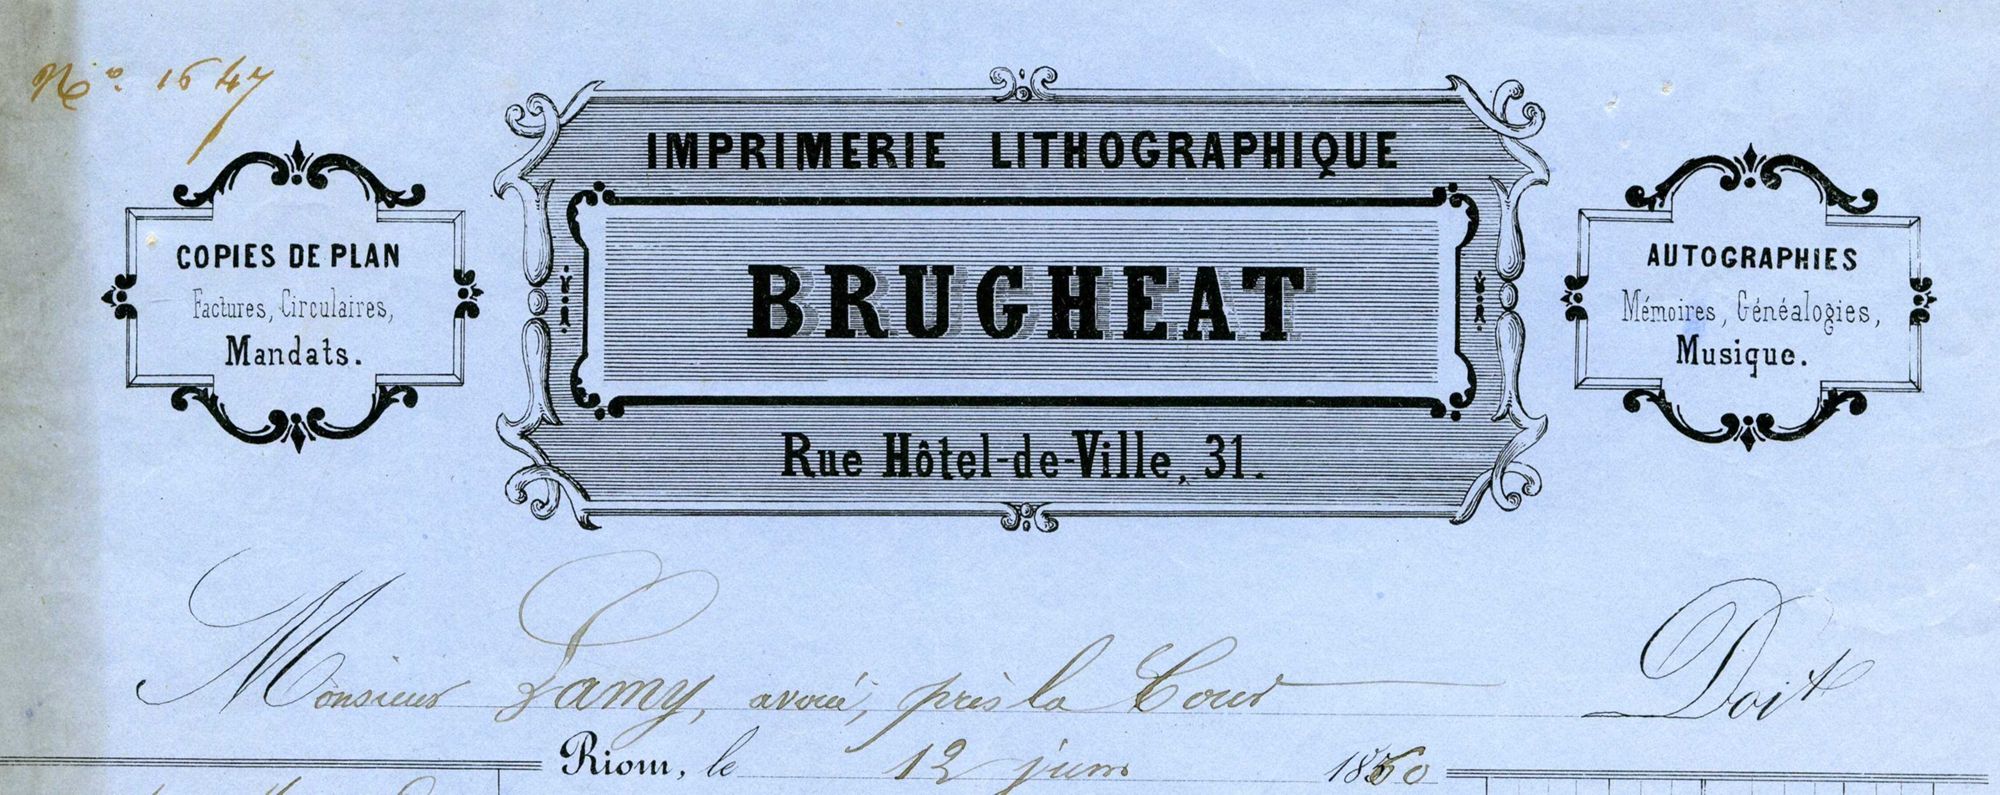 N.º 1647
IMPRIMERIE LITHOGRAPHIQUE
BRUGHEAT
Rue Hôtel-de-Ville, 31.
COPIES DE PLAN
Factures, Circulaires,
Mandats.
AUTOGRAPHIES
Mémoires, Généalogies,
Musique.
Monsieur Lamy, avoué, près la Cour Doit
Riom, le 12 juin 1860